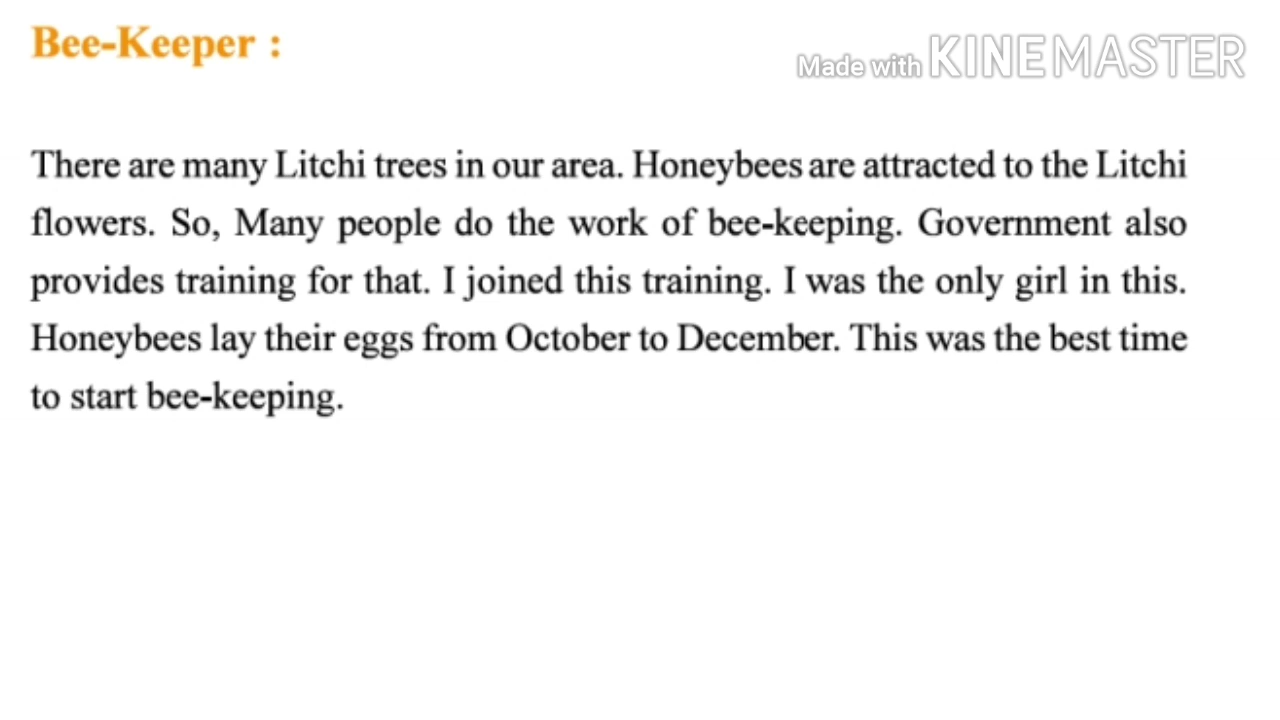 Bee-Keeper :
Made with KINEMASTER
There are many Litchi trees in our area. Honeybees are attracted to the Litchi
flowers. So, Many people do the work of bee-keeping. Government also
provides training for that. I joined this training. I was the only girl in this.
Honeybees lay their eggs from October to December. This was the best time
to start bee-keeping.